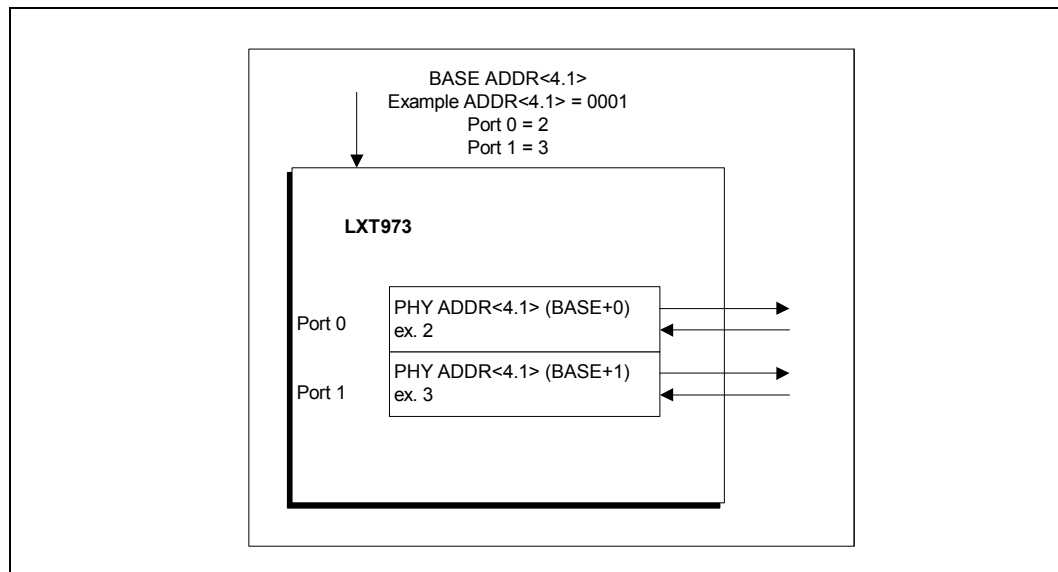 BASE ADDR<4.1>
Example ADDR<4.1> = 0001
Port 0 = 2
Port 1 = 3
LXT973
Port 0
PHY ADDR<4.1> (BASE+0)
ex. 2
Port 1
PHY ADDR<4.1> (BASE+1)
ex. 3